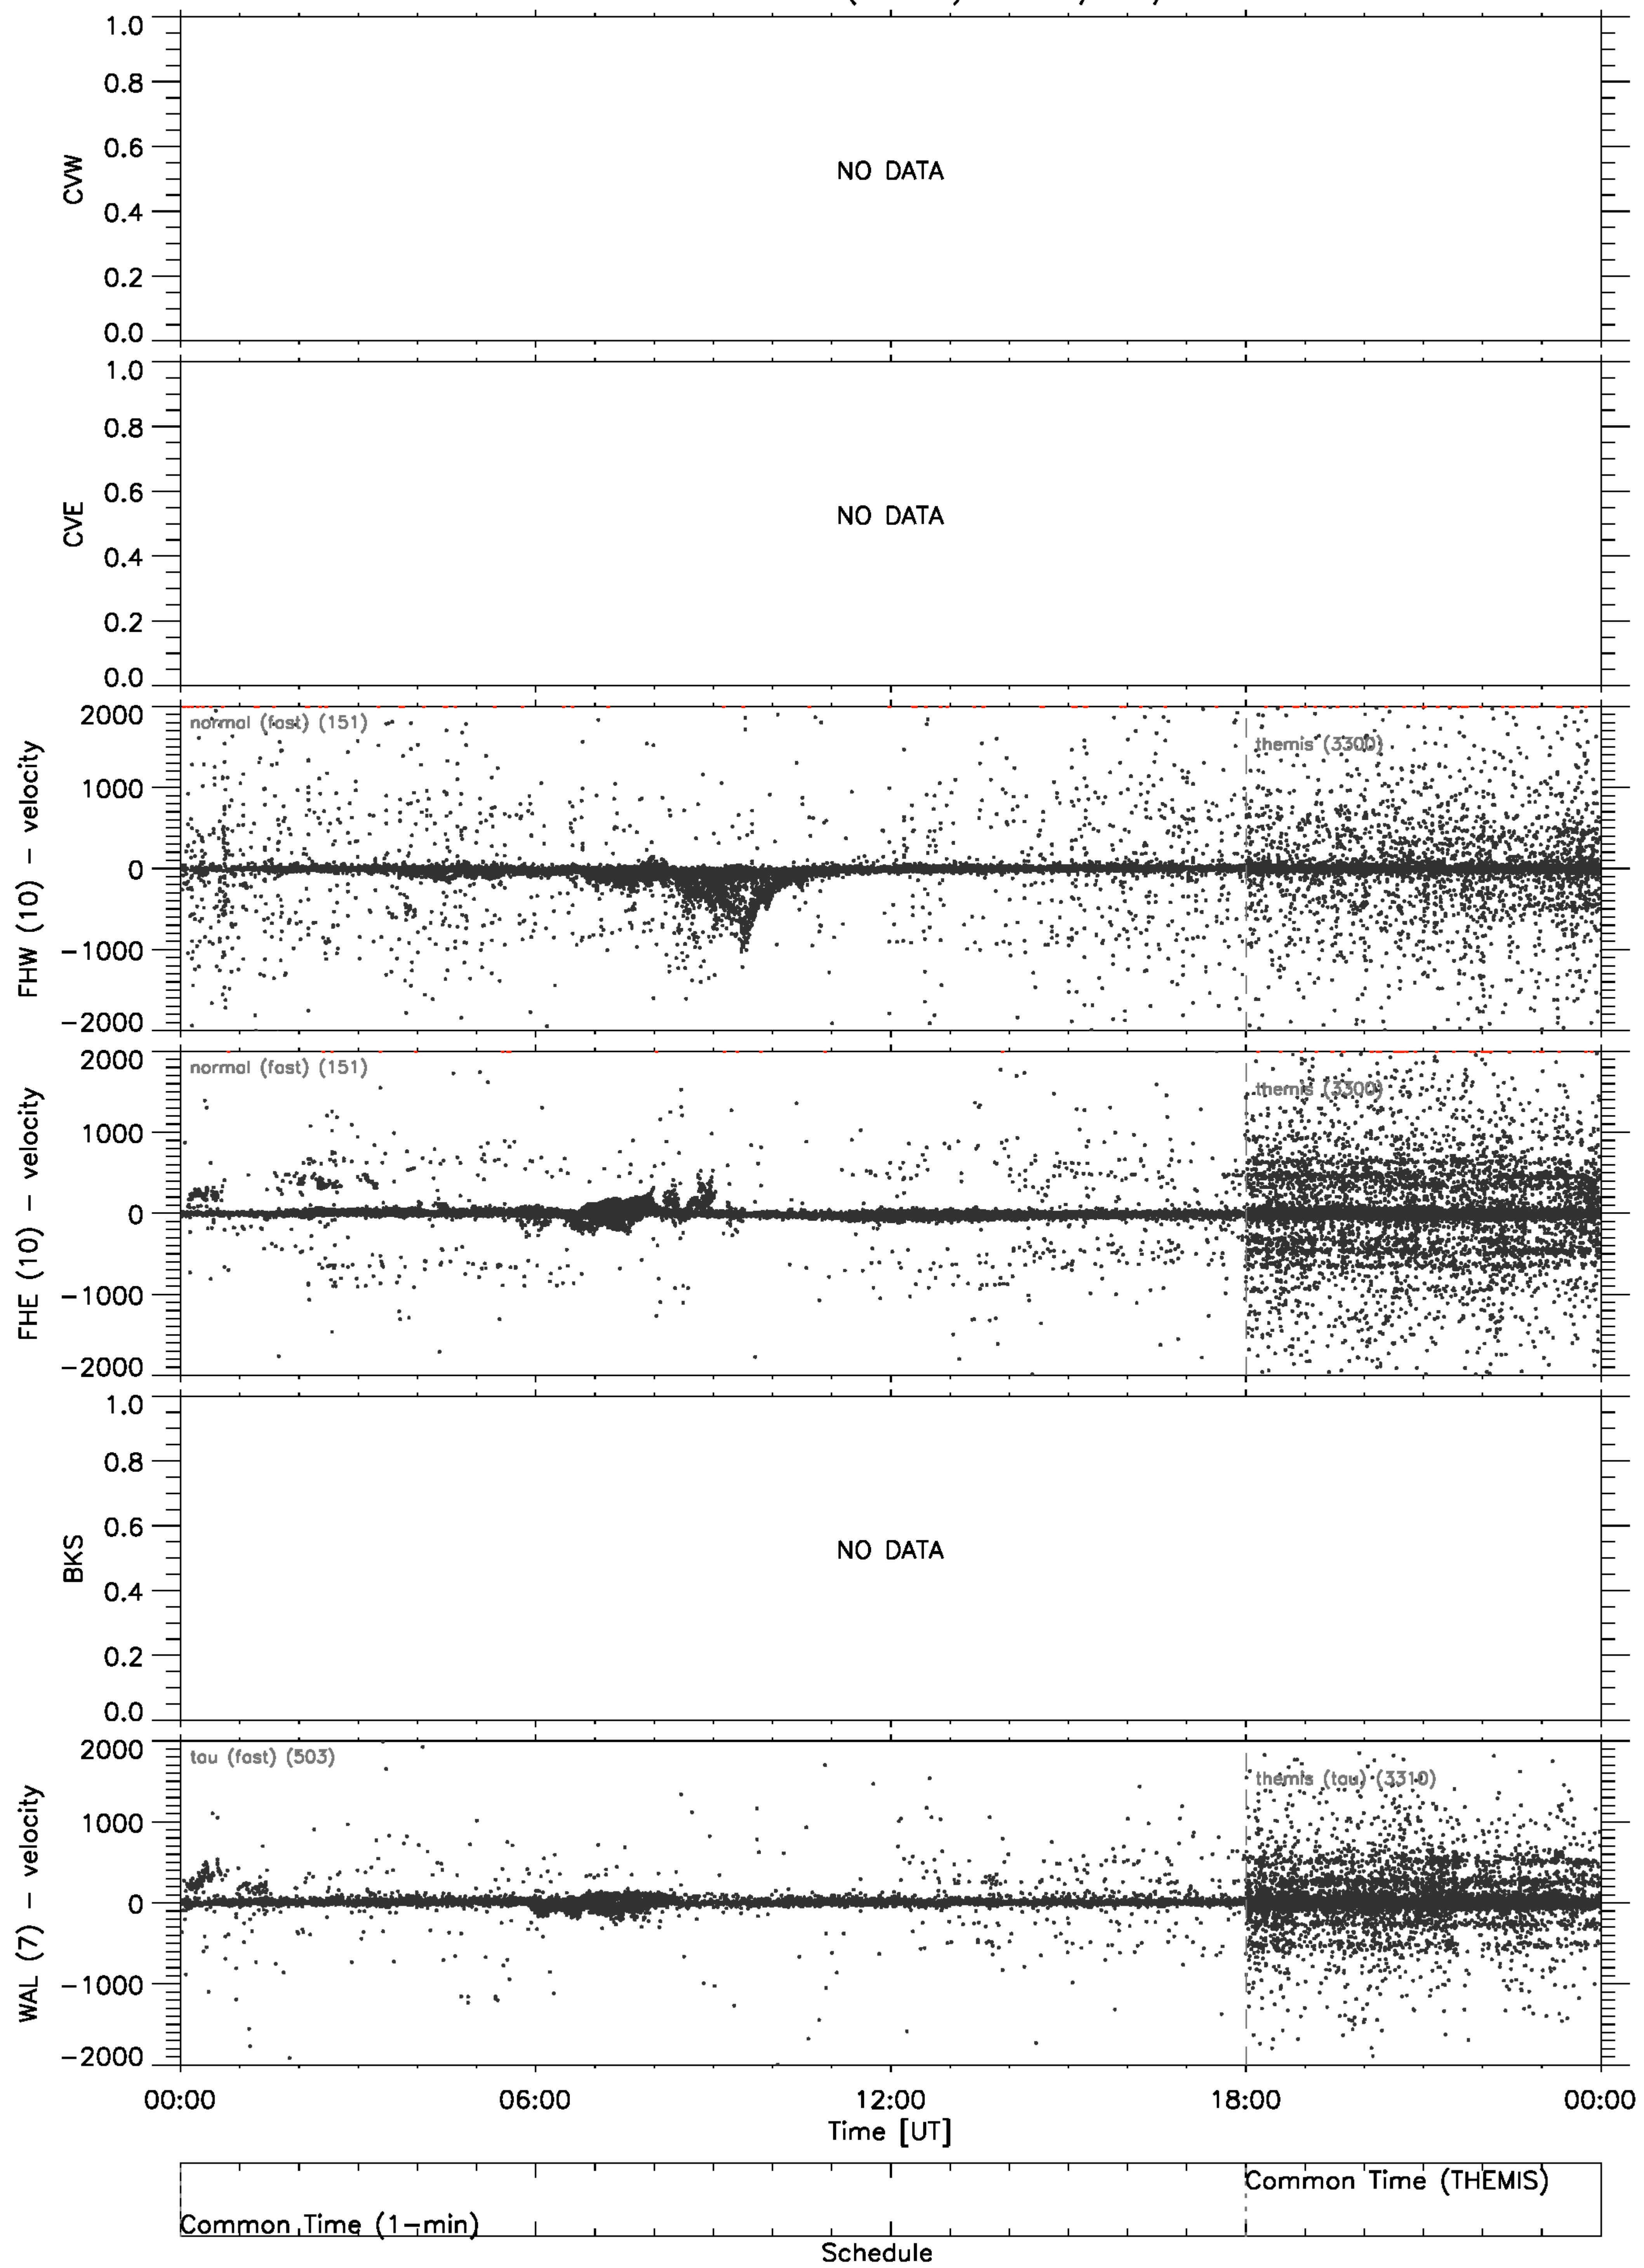 1.0
0.8
0.6
0.4
0.2
0.0
CVW
NO DATA
1.0
0.8
0.6
0.4
0.2
0.0
CVE
NO DATA
2000
1000
0
−1000
−2000
FHW (10) − velocity
normal (fast) (151)
themis (3300)
2000
1000
0
−1000
−2000
FHE (10) − velocity
normal (fast) (151)
themis (3300)
1.0
0.8
0.6
0.4
0.2
0.0
BKS
NO DATA
2000
1000
0
−1000
−2000
WAL (7) − velocity
tau (fast) (503)
themis (tau) (3310)
00:00 06:00 12:00 18:00 00:00
Time [UT]
Common Time (THEMIS)
Common Time (1−min)
Schedule